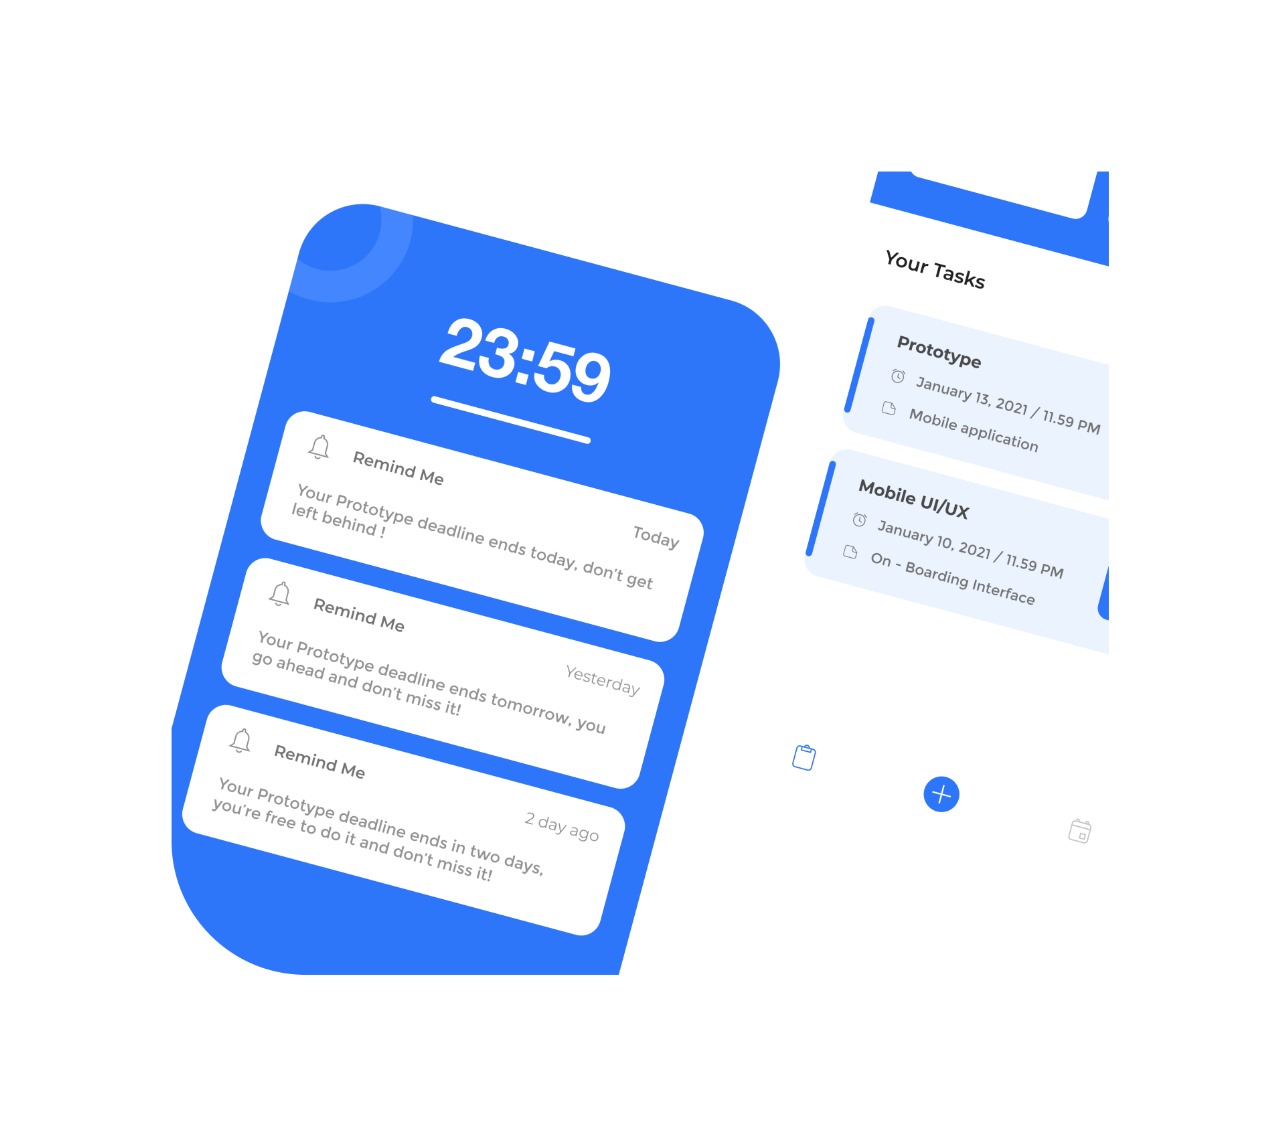 23:59
Remind Me
Today
Your Prototype deadline ends today, don't get
left behind !
Remind Me
Yesterday
Your Prototype deadline ends tomorrow, you
go ahead and don't miss it!
Remind Me
2 day ago
Your Prototype deadline ends in two days,
you're free to do it and don't miss it!
Your Tasks
Prototype
January 13, 2021 / 11.59 PM
Mobile application
Mobile UI/UX
January 10, 2021 / 11.59 PM
On - Boarding Interface